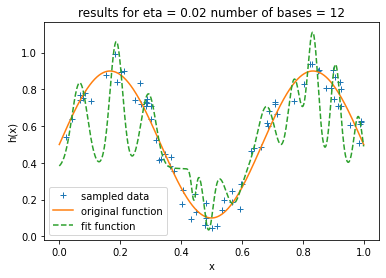 results for eta = 0.02 number of bases = 12
h(x)
1.0
0.8
0.6
0.4
0.2
0.0
sampled data
original function
fit function
0.0 0.2 0.4 0.6 0.8 1.0
x